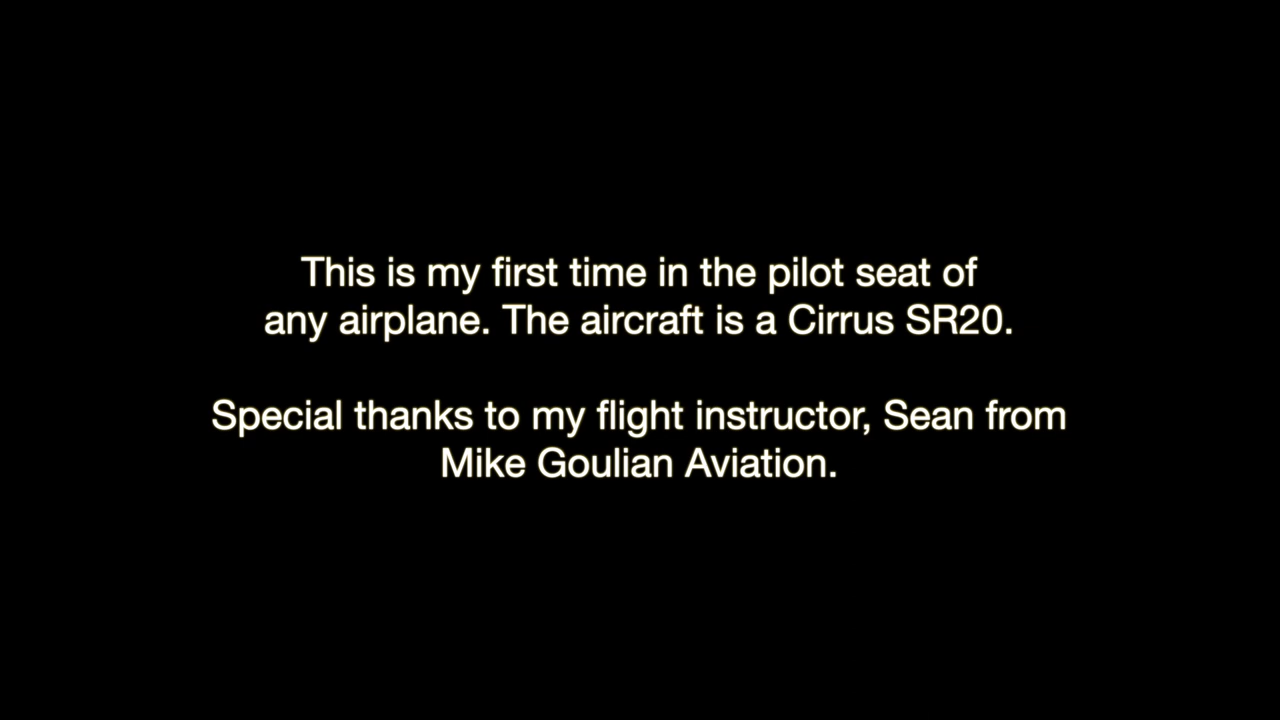 This is my first time in the pilot seat of
any airplane. The aircraft is a Cirrus SR20.
Special thanks to my flight instructor, Sean from
Mike Goulian Aviation.